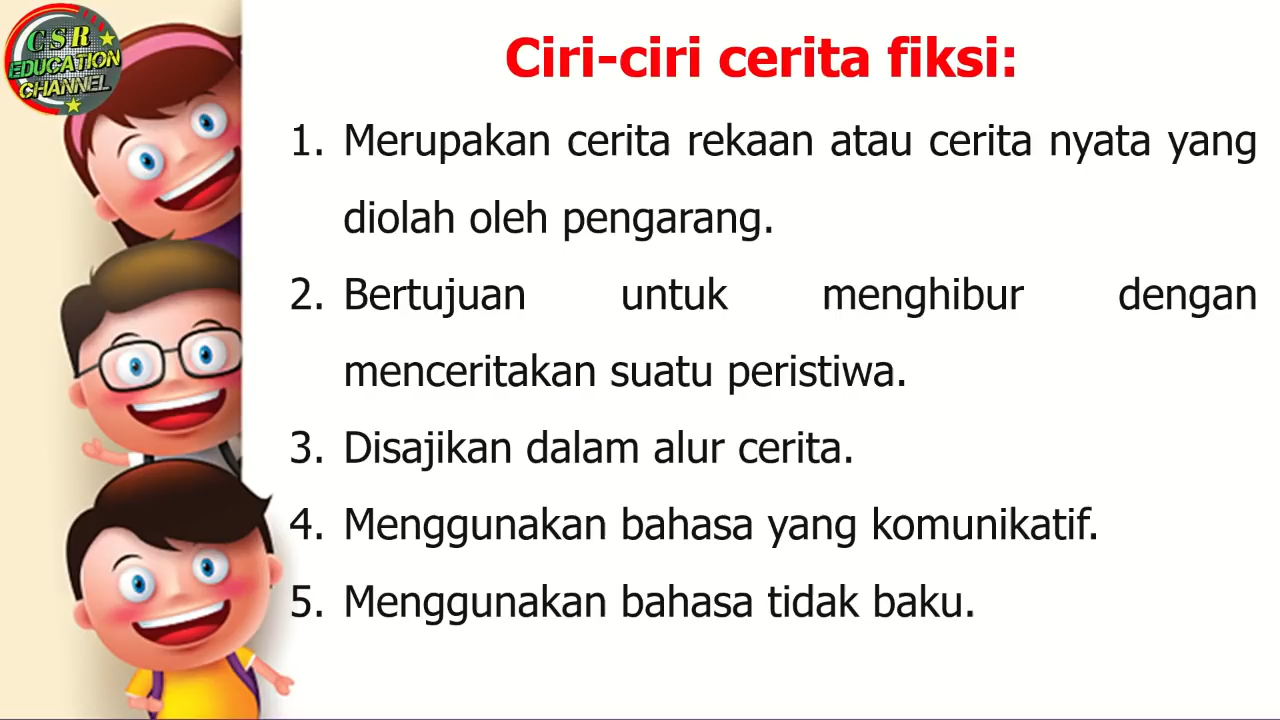 CSR
EDUCATION
CHANNEL
Ciri-ciri cerita fiksi:
1. Merupakan cerita rekaan atau cerita nyata yang
diolah oleh pengarang.
2. Bertujuan untuk menghibur dengan
menceritakan suatu peristiwa.
3. Disajikan dalam alur cerita.
4. Menggunakan bahasa yang komunikatif.
5. Menggunakan bahasa tidak baku.